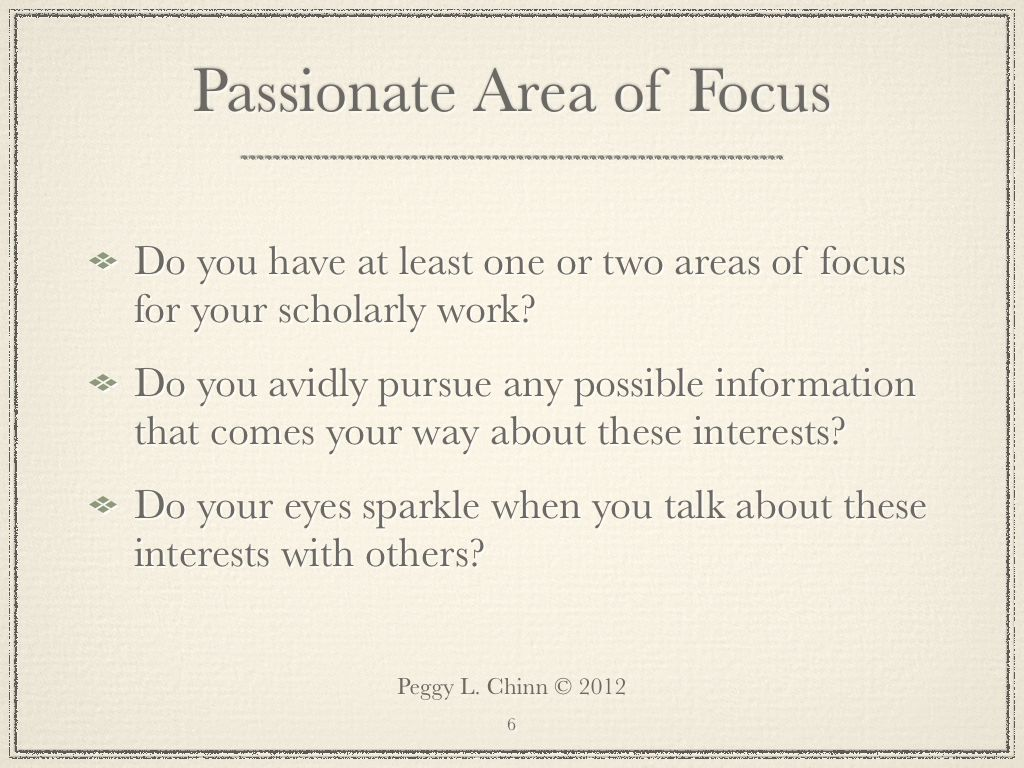 Passionate Area of Focus
Do you have at least one or two areas of focus
for your scholarly work?
Do you avidly pursue any possible information
that comes your way about these interests?
Do your eyes sparkle when you talk about these
interests with others?
Peggy L. Chinn © 2012
6